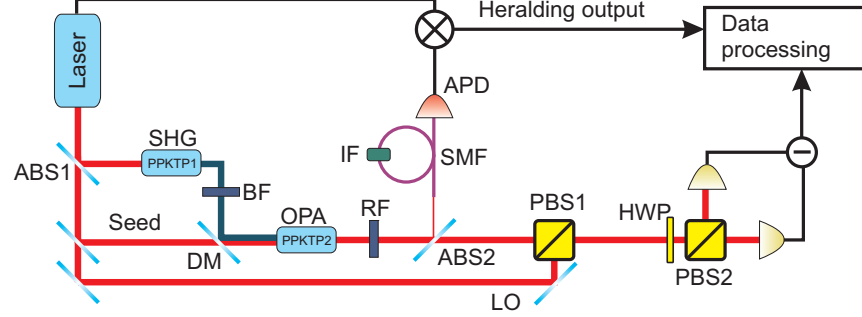 Heralding output
Data
processing
Laser
APD
SHG
ABS1
PPKTP1
IF
SMF
BF
PBS1
OPA
RF
HWP
Seed
PPKTP2
DM
ABS2
PBS2
LO